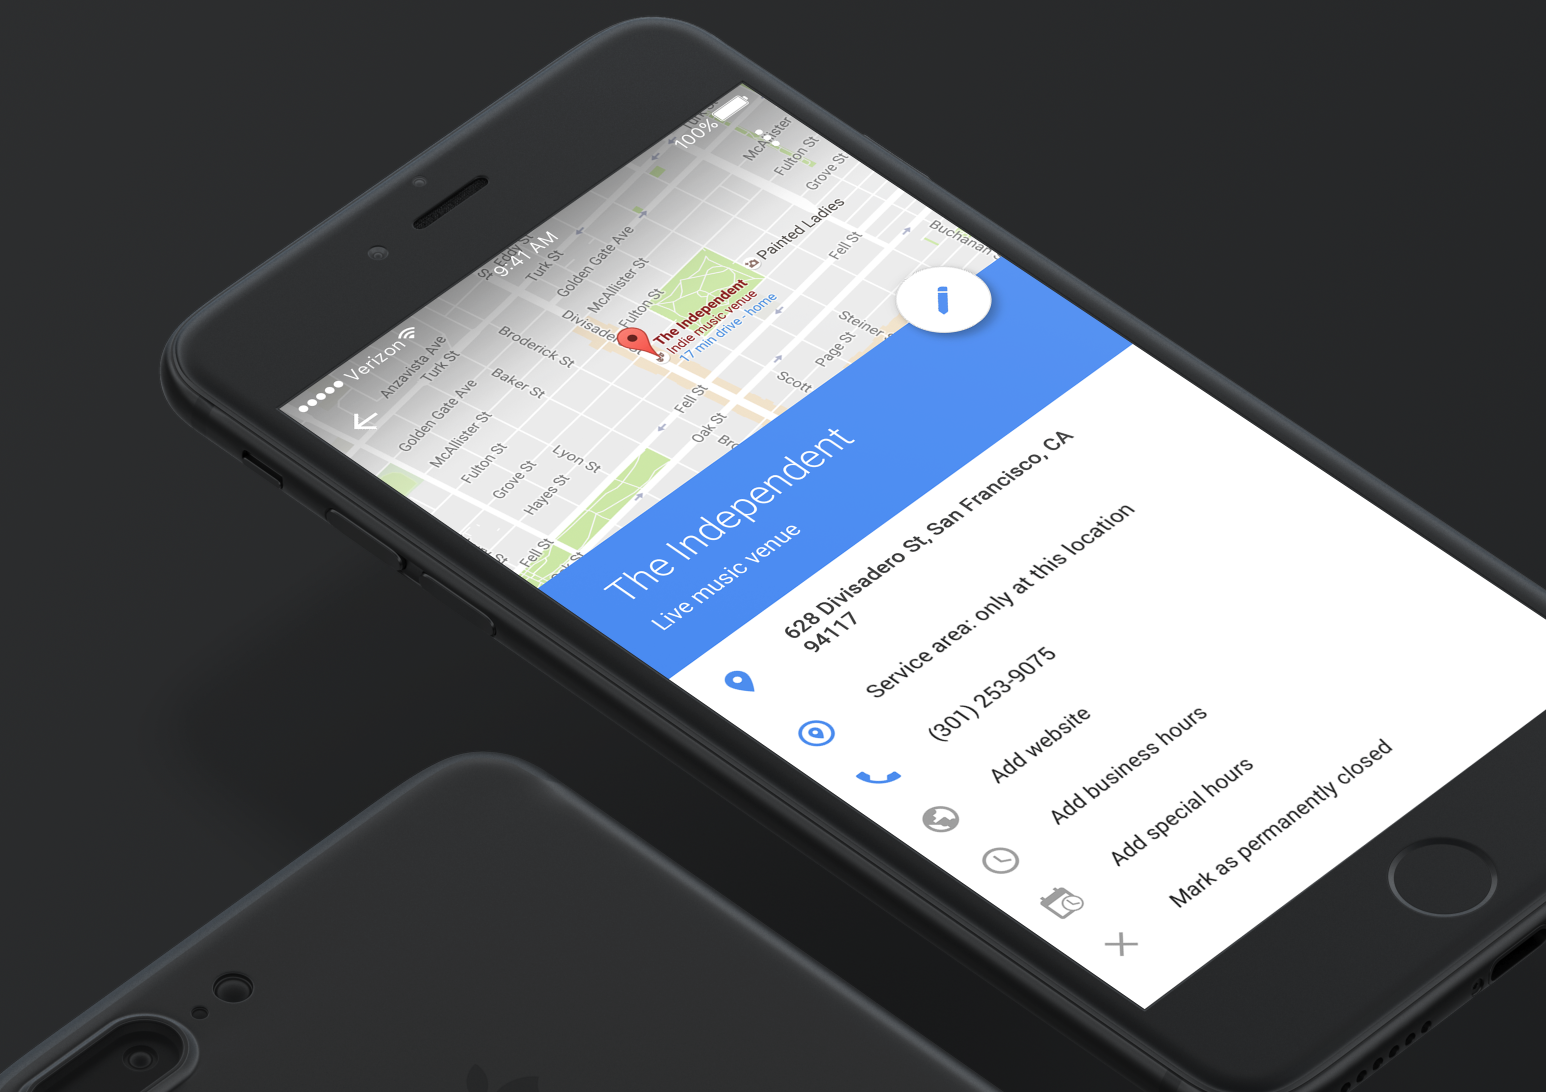 Verizon
9:41 AM
100%
McAllister
Fulton St
Grove St
Turk St
Golden Gate Ave
McAllister St
Fulton St
Painted Ladies
Fell St
Buchanan
The Independent
Indie music venue
17 min drive - home
Anzavista Ave
Turk St
Broderick St
Baker St
Golden Gate Ave
McAllister St
Fulton St
Grove St
Hayes St
Lyon St
Fell St
Fell St
Oak St
Scott
Page St
Steiner
The Independent
Live music venue
628 Divisadero St, San Francisco, CA
94117
Service area: only at this location
(301) 253-9075
Add website
Add business hours
Add special hours
Mark as permanently closed